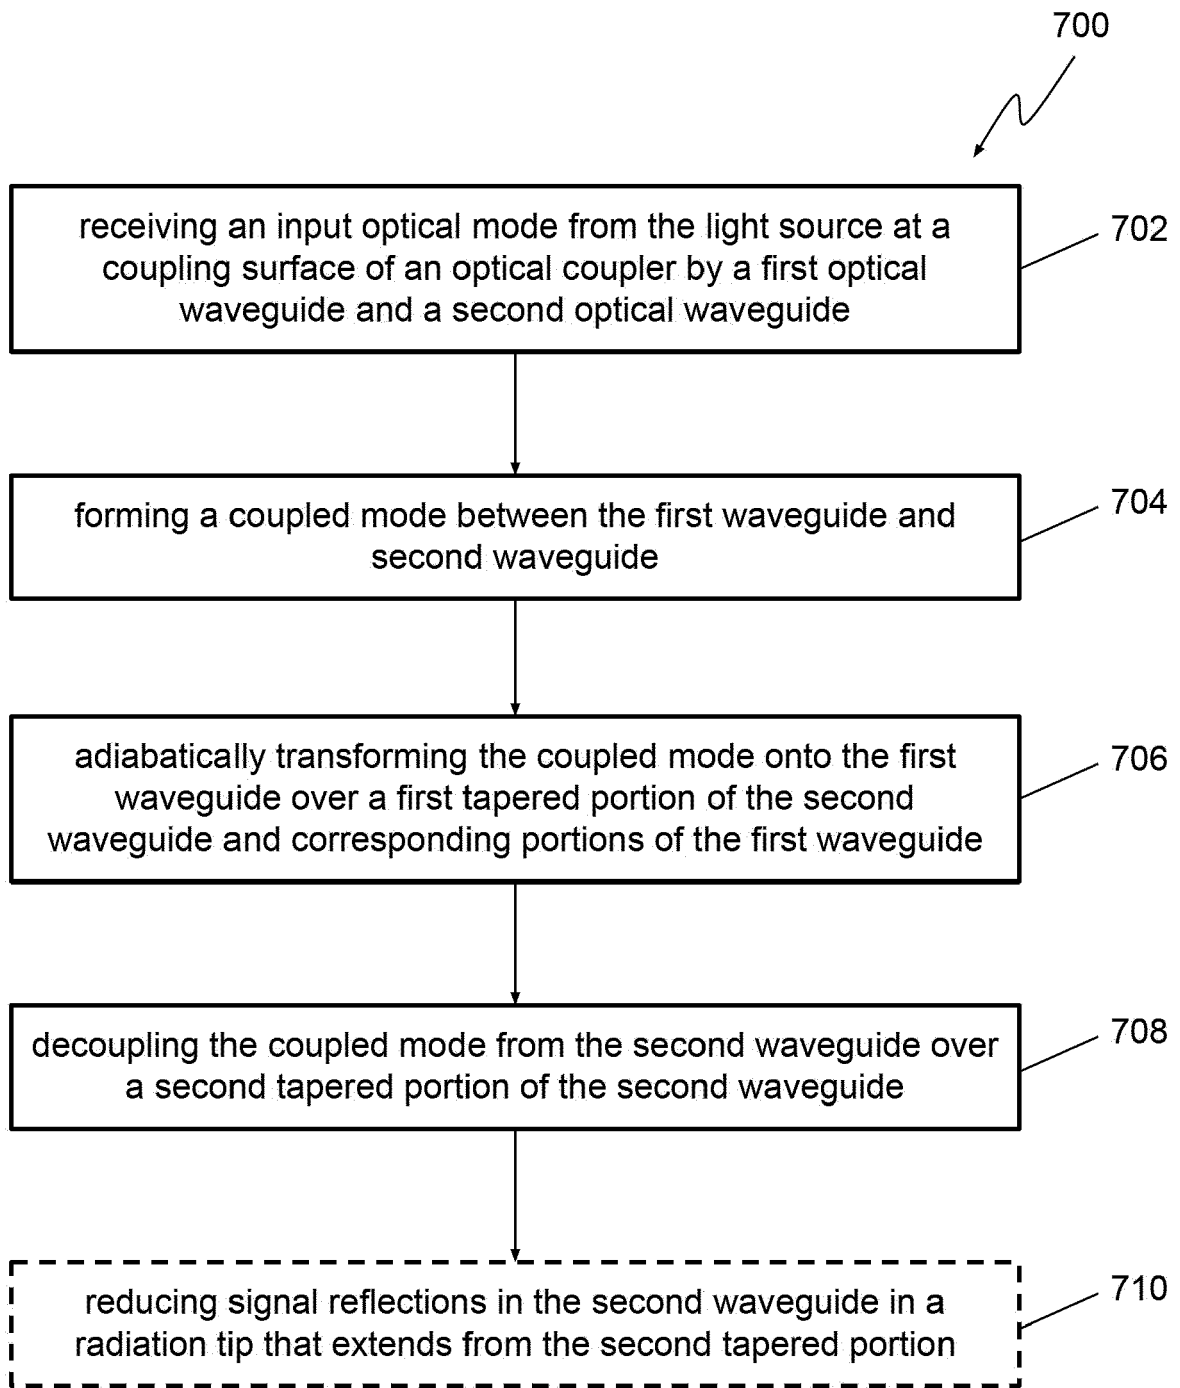 700
receiving an input optical mode from the light source at a
coupling surface of an optical coupler by a first optical
waveguide and a second optical waveguide
702
forming a coupled mode between the first waveguide and
second waveguide
704
adiabatically transforming the coupled mode onto the first
waveguide over a first tapered portion of the second
waveguide and corresponding portions of the first waveguide
706
decoupling the coupled mode from the second waveguide over
a second tapered portion of the second waveguide
708
reducing signal reflections in the second waveguide in a
radiation tip that extends from the second tapered portion
710